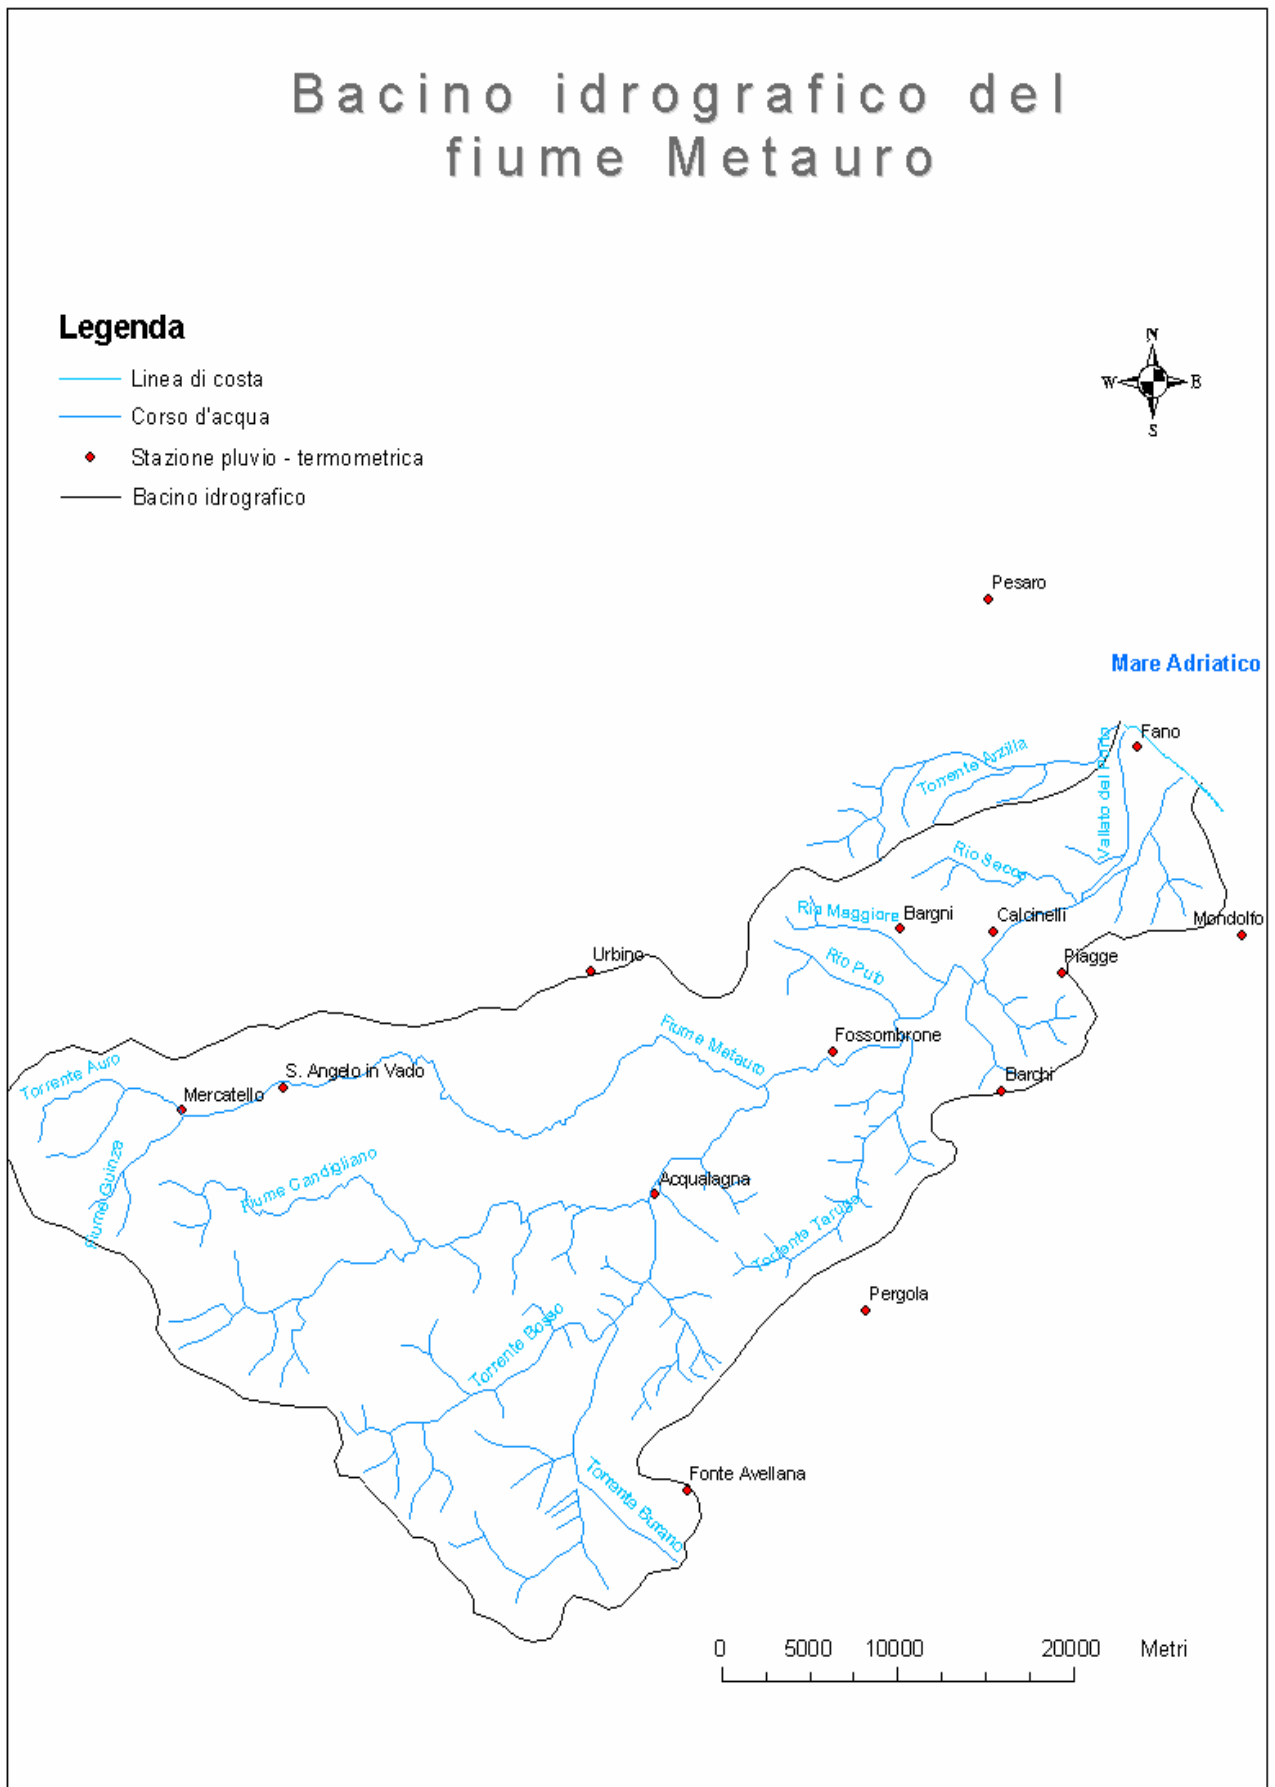 Bacino idrografico del
fiume Metauro
Legenda
Linea di costa
Corso d'acqua
Stazione pluvio - termometrica
Bacino idrografico
N
W
E
S
Pesaro
Mare Adriatico
Fano
Torrente Arzilla
Vallato del Porto
Rio Secco
Rio Maggiore
Bargni
Calcinelli
Mondolfo
Urbino
Rio Puto
Piagge
Fiume Metauro
Fossombrone
Torrente Auro
S. Angelo in Vado
Mercatello
Barchi
Fiume Guinza
Fiume Candigliano
Acqualagna
Torrente Tarugo
Pergola
Torrente Bosso
Fonte Avellana
Torrente Burano
0 5000 10000 20000 Metri